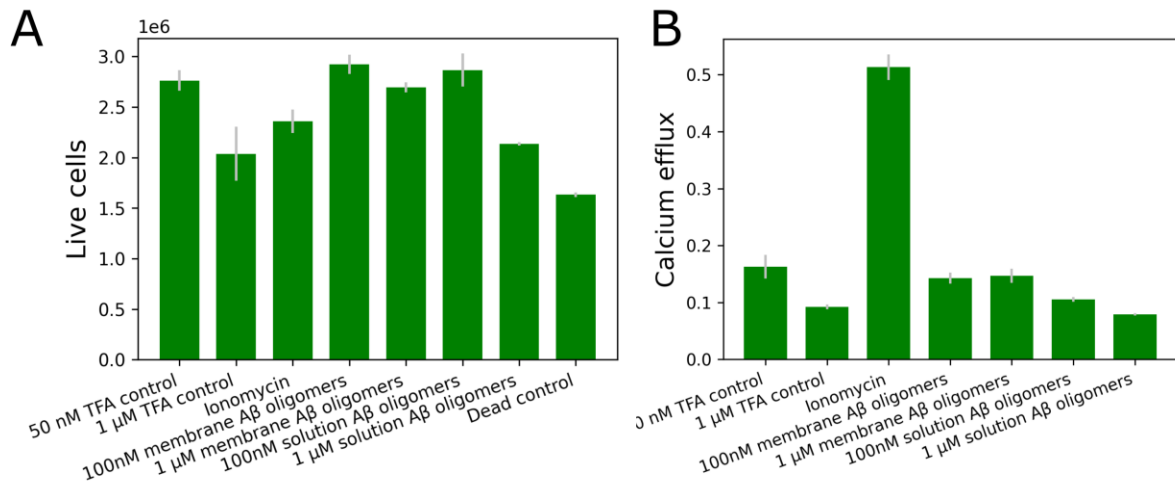 A
1e6
3.0
2.5
2.0
1.5
1.0
0.5
0.0
Live cells
50 nM TFA control
1 µM TFA control
Ionomycin
100nM membrane Aβ oligomers
1 µM membrane Aβ oligomers
100nM solution Aβ oligomers
1 µM solution Aβ oligomers
Dead control
B
0.5
0.4
0.3
0.2
0.1
0.0
Calcium efflux
0 nM TFA control
1 µM TFA control
Ionomycin
100nM membrane Aβ oligomers
1 µM membrane Aβ oligomers
100nM solution Aβ oligomers
1 µM solution Aβ oligomers